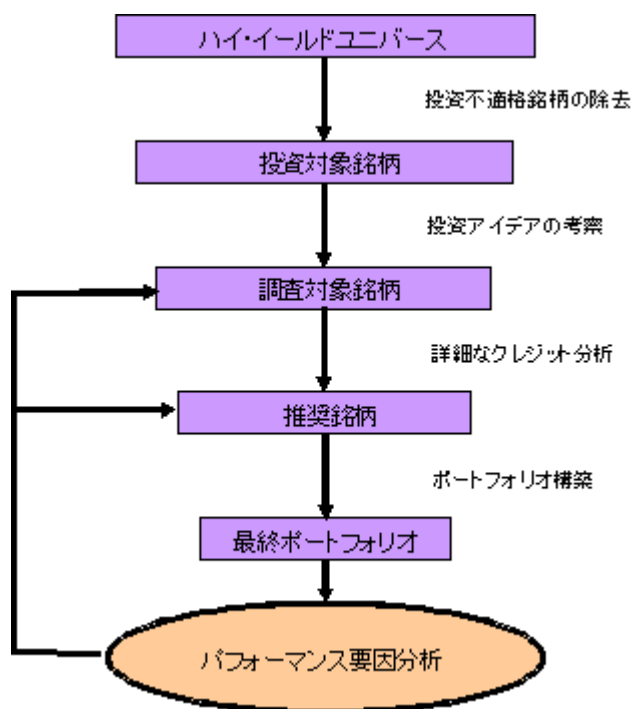 ハイ・イールドユニバース
投資不適格銘柄の除去
投資対象銘柄
投資アイデアの考察
調査対象銘柄
詳細なクレジット分析
推奨銘柄
ポートフォリオ構築
最終ポートフォリオ
パフォーマンス要因分析